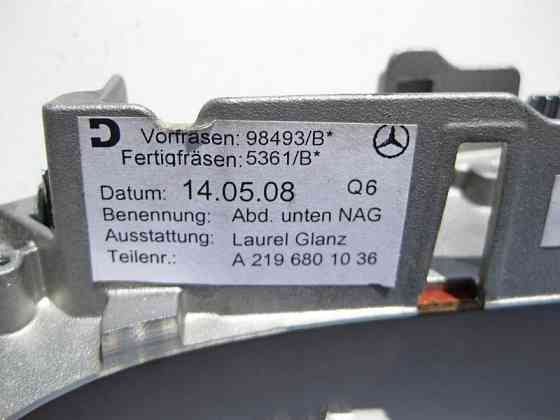 D Vorfräsen: 98493/B*
Fertigfräsen: 5361/B*
Datum: 14.05.08 Q6
Benennung: Abd. unten NAG
Ausstattung: Laurel Glanz
Teilenr.: A 219 680 10 36